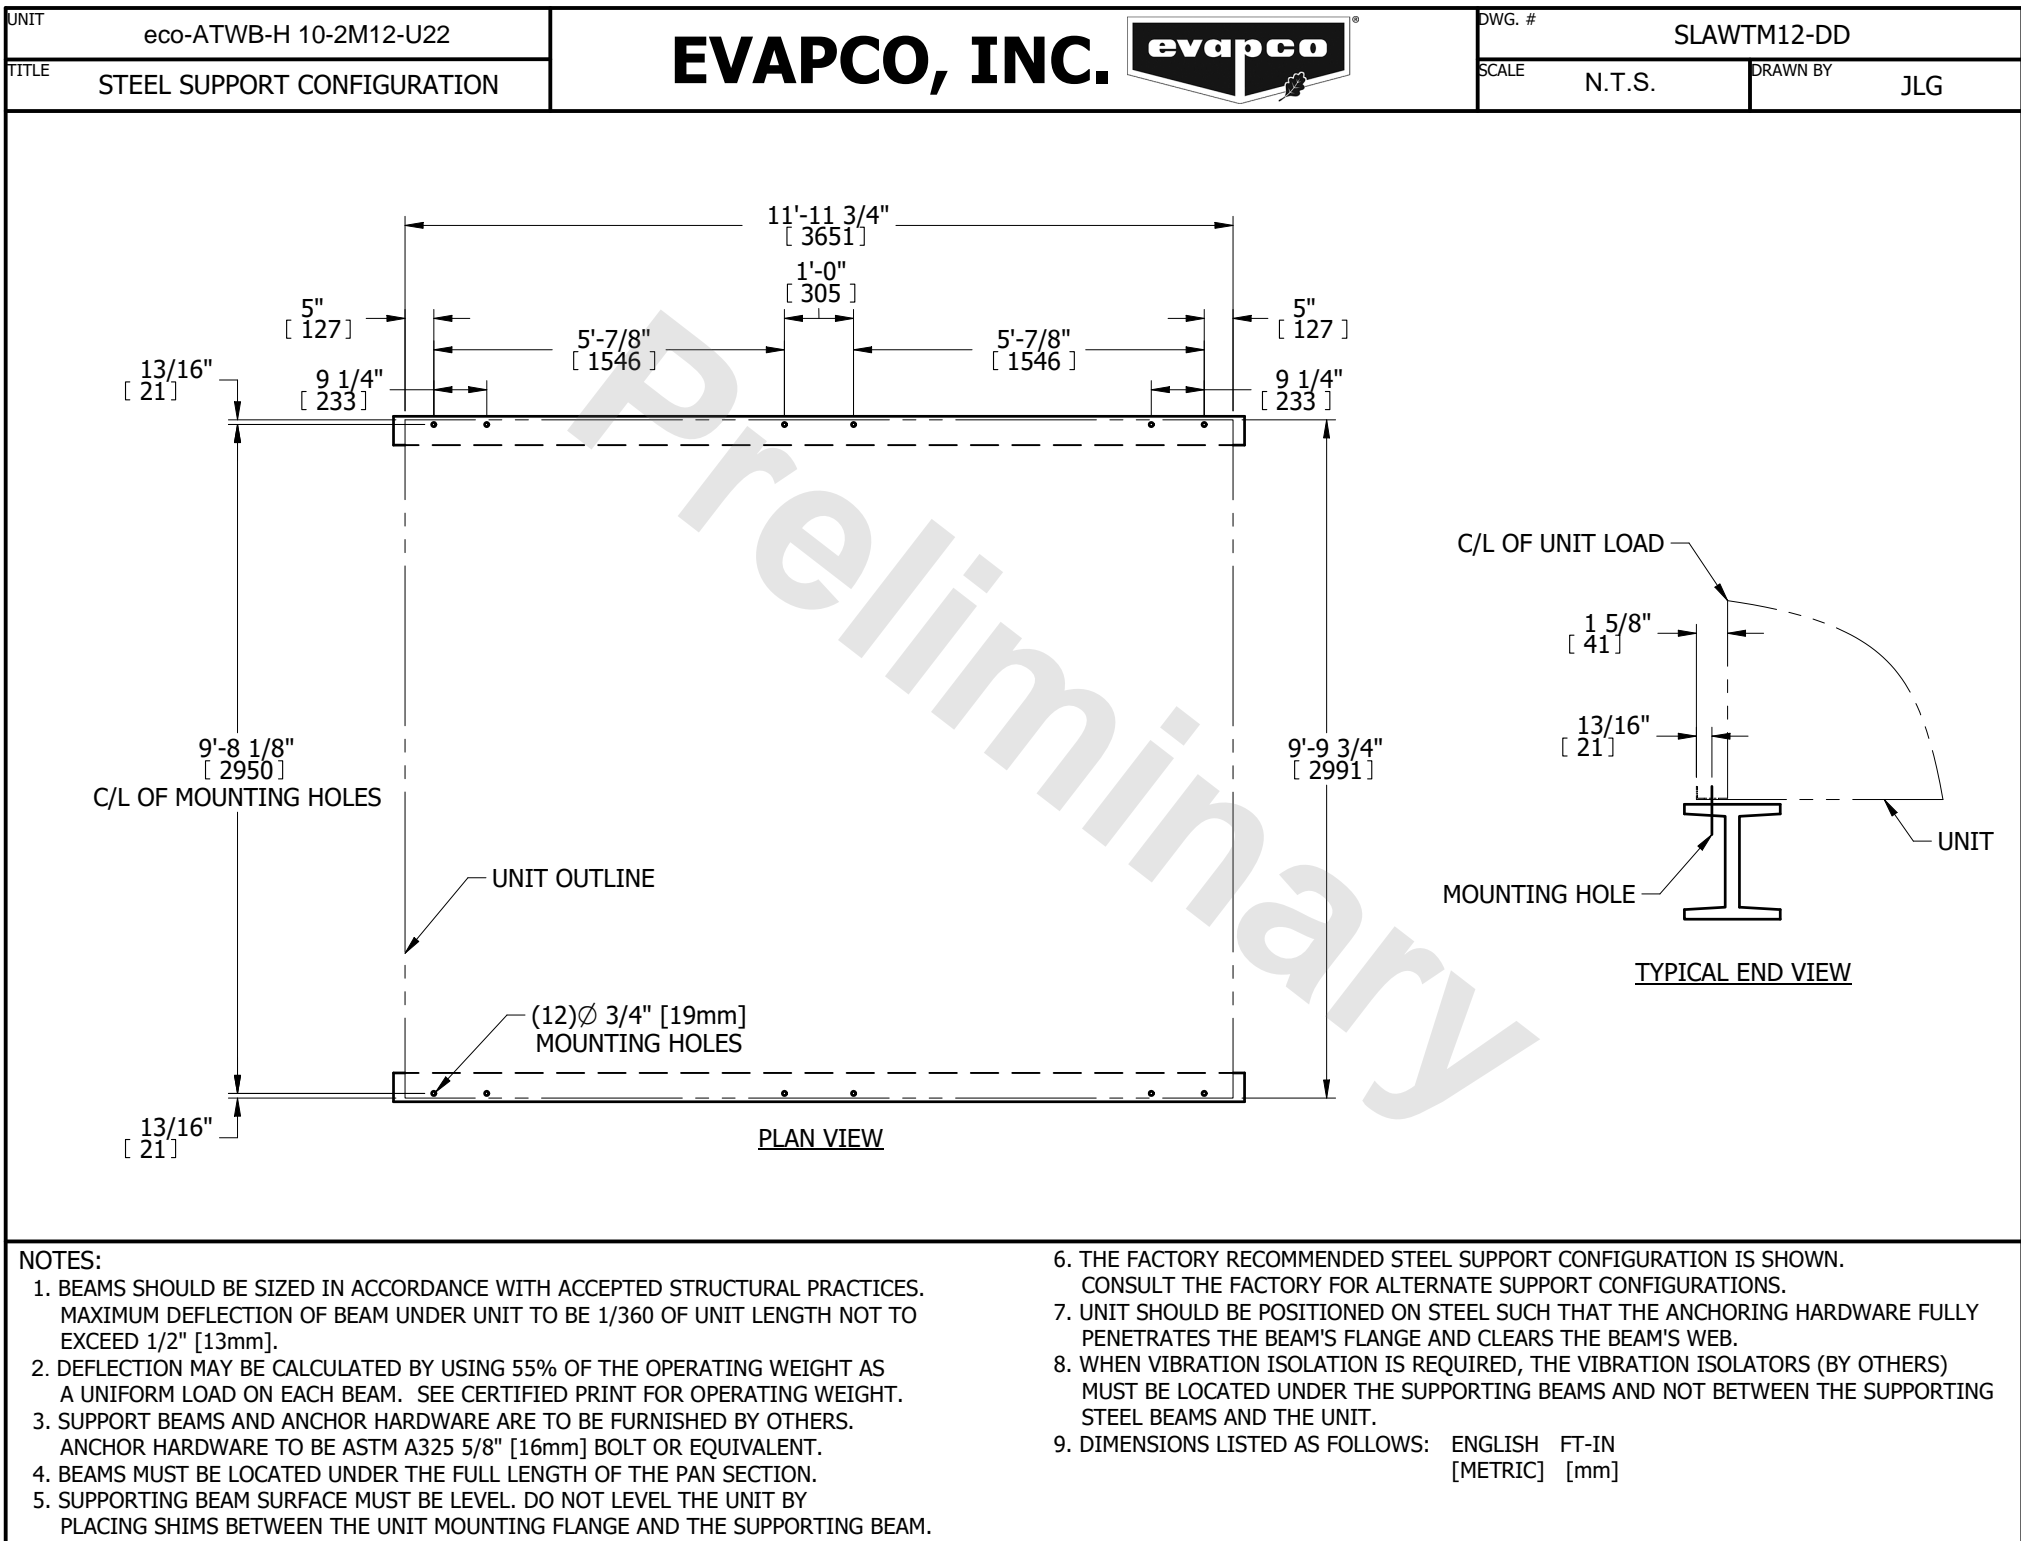 UNIT
eco-ATWB-H 10-2M12-U22
TITLE
STEEL SUPPORT CONFIGURATION
EVAPCO, INC.
evapco
®
DWG. #
SLAWTM12-DD
SCALE
N.T.S.
DRAWN BY
JLG
11'-11 3/4"
[ 3651 ]
1'-0"
[ 305 ]
5"
[ 127 ]
5"
[ 127 ]
5'-7/8"
[ 1546 ]
5'-7/8"
[ 1546 ]
13/16"
[ 21 ]
9 1/4"
[ 233 ]
9 1/4"
[ 233 ]
Preliminary
C/L OF UNIT LOAD
1 5/8"
[ 41 ]
13/16"
[ 21 ]
9'-8 1/8"
[ 2950 ]
C/L OF MOUNTING HOLES
9'-9 3/4"
[ 2991 ]
UNIT
MOUNTING HOLE
TYPICAL END VIEW
UNIT OUTLINE
(12)∅ 3/4" [19mm]
MOUNTING HOLES
13/16"
[ 21 ]
PLAN VIEW
NOTES:
1. BEAMS SHOULD BE SIZED IN ACCORDANCE WITH ACCEPTED STRUCTURAL PRACTICES.
MAXIMUM DEFLECTION OF BEAM UNDER UNIT TO BE 1/360 OF UNIT LENGTH NOT TO
EXCEED 1/2" [13mm].
2. DEFLECTION MAY BE CALCULATED BY USING 55% OF THE OPERATING WEIGHT AS
A UNIFORM LOAD ON EACH BEAM. SEE CERTIFIED PRINT FOR OPERATING WEIGHT.
3. SUPPORT BEAMS AND ANCHOR HARDWARE ARE TO BE FURNISHED BY OTHERS.
ANCHOR HARDWARE TO BE ASTM A325 5/8" [16mm] BOLT OR EQUIVALENT.
4. BEAMS MUST BE LOCATED UNDER THE FULL LENGTH OF THE PAN SECTION.
5. SUPPORTING BEAM SURFACE MUST BE LEVEL. DO NOT LEVEL THE UNIT BY
PLACING SHIMS BETWEEN THE UNIT MOUNTING FLANGE AND THE SUPPORTING BEAM.
6. THE FACTORY RECOMMENDED STEEL SUPPORT CONFIGURATION IS SHOWN.
CONSULT THE FACTORY FOR ALTERNATE SUPPORT CONFIGURATIONS.
7. UNIT SHOULD BE POSITIONED ON STEEL SUCH THAT THE ANCHORING HARDWARE FULLY
PENETRATES THE BEAM'S FLANGE AND CLEARS THE BEAM'S WEB.
8. WHEN VIBRATION ISOLATION IS REQUIRED, THE VIBRATION ISOLATORS (BY OTHERS)
MUST BE LOCATED UNDER THE SUPPORTING BEAMS AND NOT BETWEEN THE SUPPORTING
STEEL BEAMS AND THE UNIT.
9. DIMENSIONS LISTED AS FOLLOWS: ENGLISH FT-IN
[METRIC] [mm]